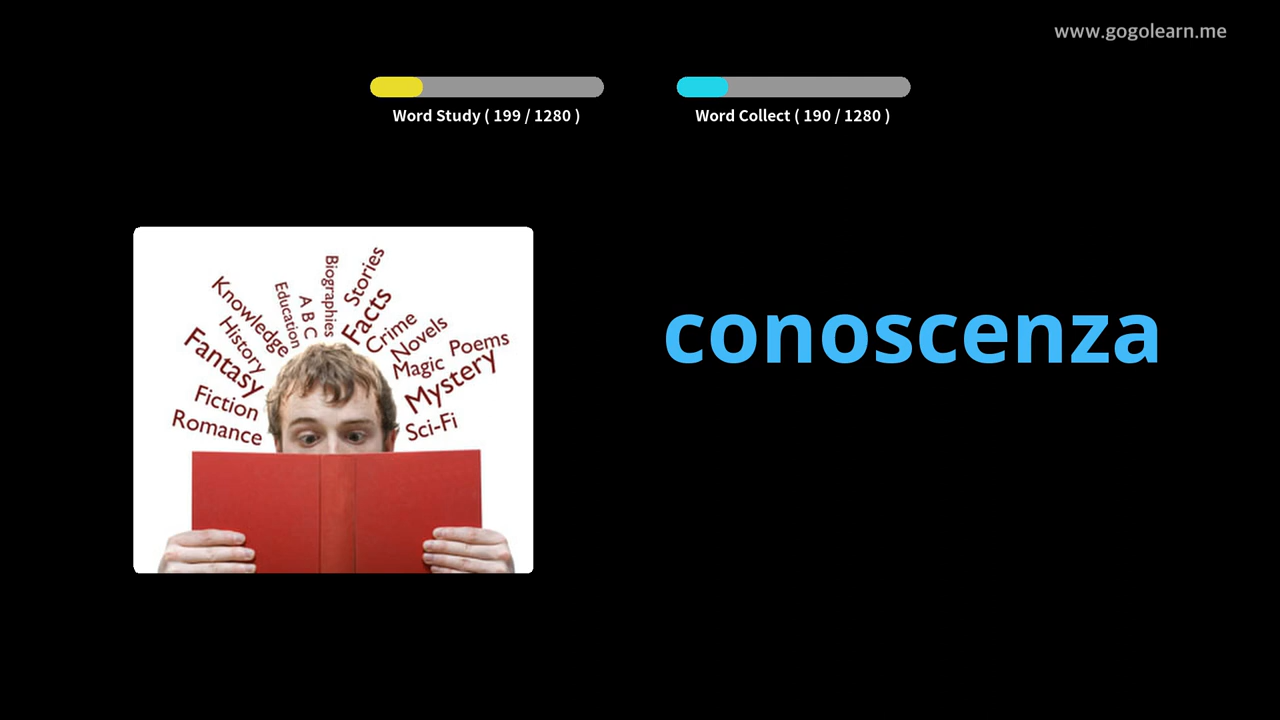 www.gogolearn.me
Word Study ( 199 / 1280 )
Word Collect ( 190 / 1280 )
conoscenza
Romance
Fiction
Fantasy
History
Knowledge
Education
A B C
Biographies
Stories
Facts
Crime
Novels
Magic
Poems
Mystery
Sci-Fi